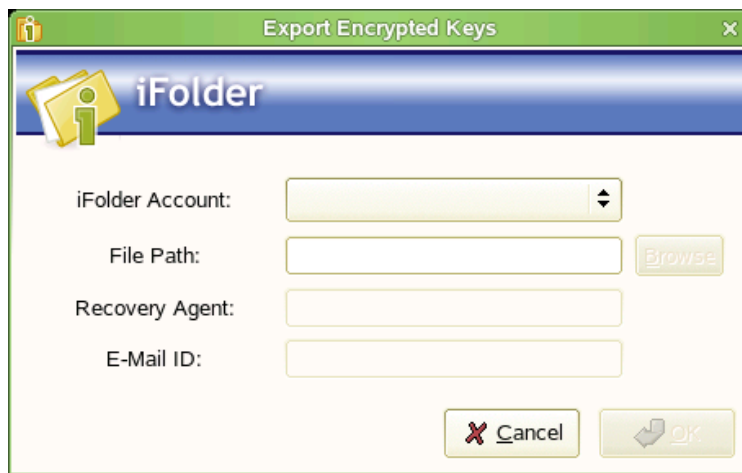 Export Encrypted Keys
iFolder
iFolder Account:
File Path:
Browse
Recovery Agent:
E-Mail ID:
Cancel
OK